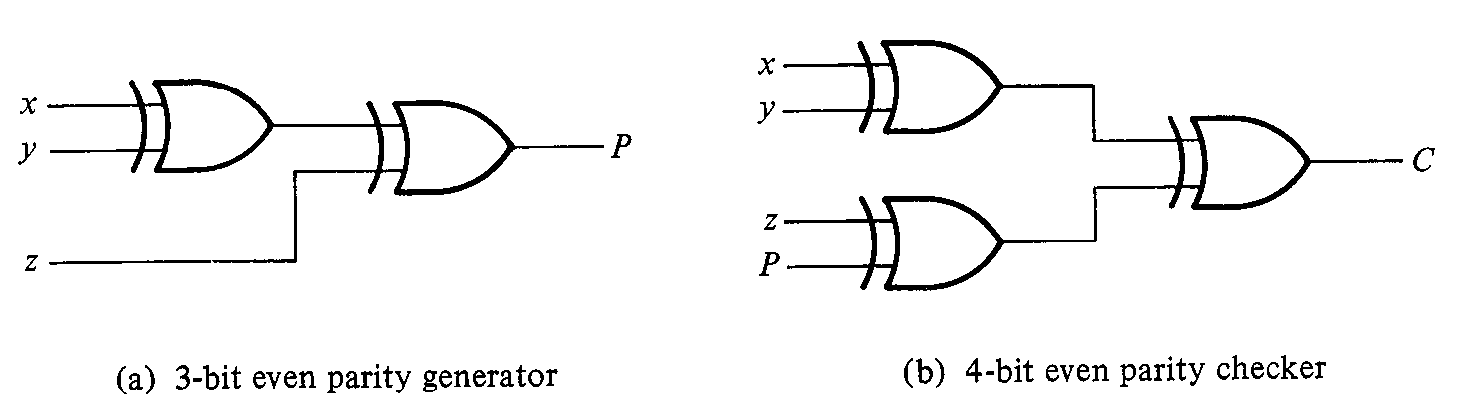 x
y
z
P
(a) 3-bit even parity generator
x
y
z
P
C
(b) 4-bit even parity checker